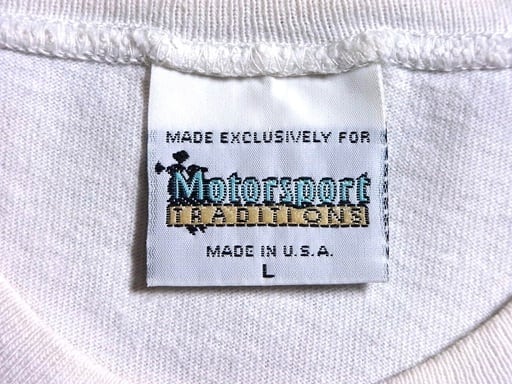 MADE EXCLUSIVELY FOR
Motorsport
TRADITIONS
MADE IN U.S.A.
L